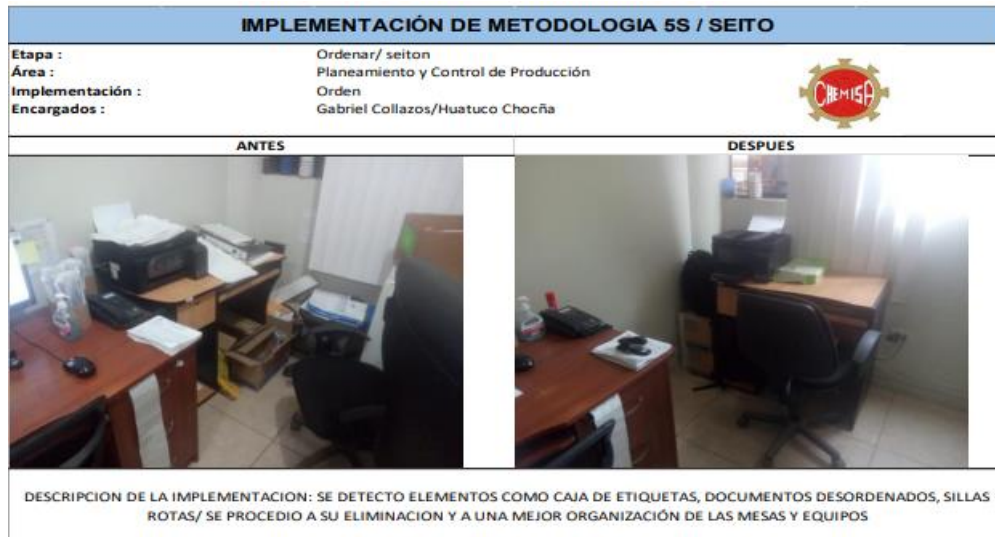 IMPLEMENTACIÓN DE METODOLOGIA 5S / SEITO
Etapa : Ordenar/ seiton
Área : Planeamiento y Control de Producción
Implementación : Orden
Encargados : Gabriel Collazos/Huatuco Chocña
CHEMISA
ANTES DESPUES
DESCRIPCION DE LA IMPLEMENTACION: SE DETECTO ELEMENTOS COMO CAJA DE ETIQUETAS, DOCUMENTOS DESORDENADOS, SILLAS
ROTAS/ SE PROCEDIO A SU ELIMINACION Y A UNA MEJOR ORGANIZACIÓN DE LAS MESAS Y EQUIPOS